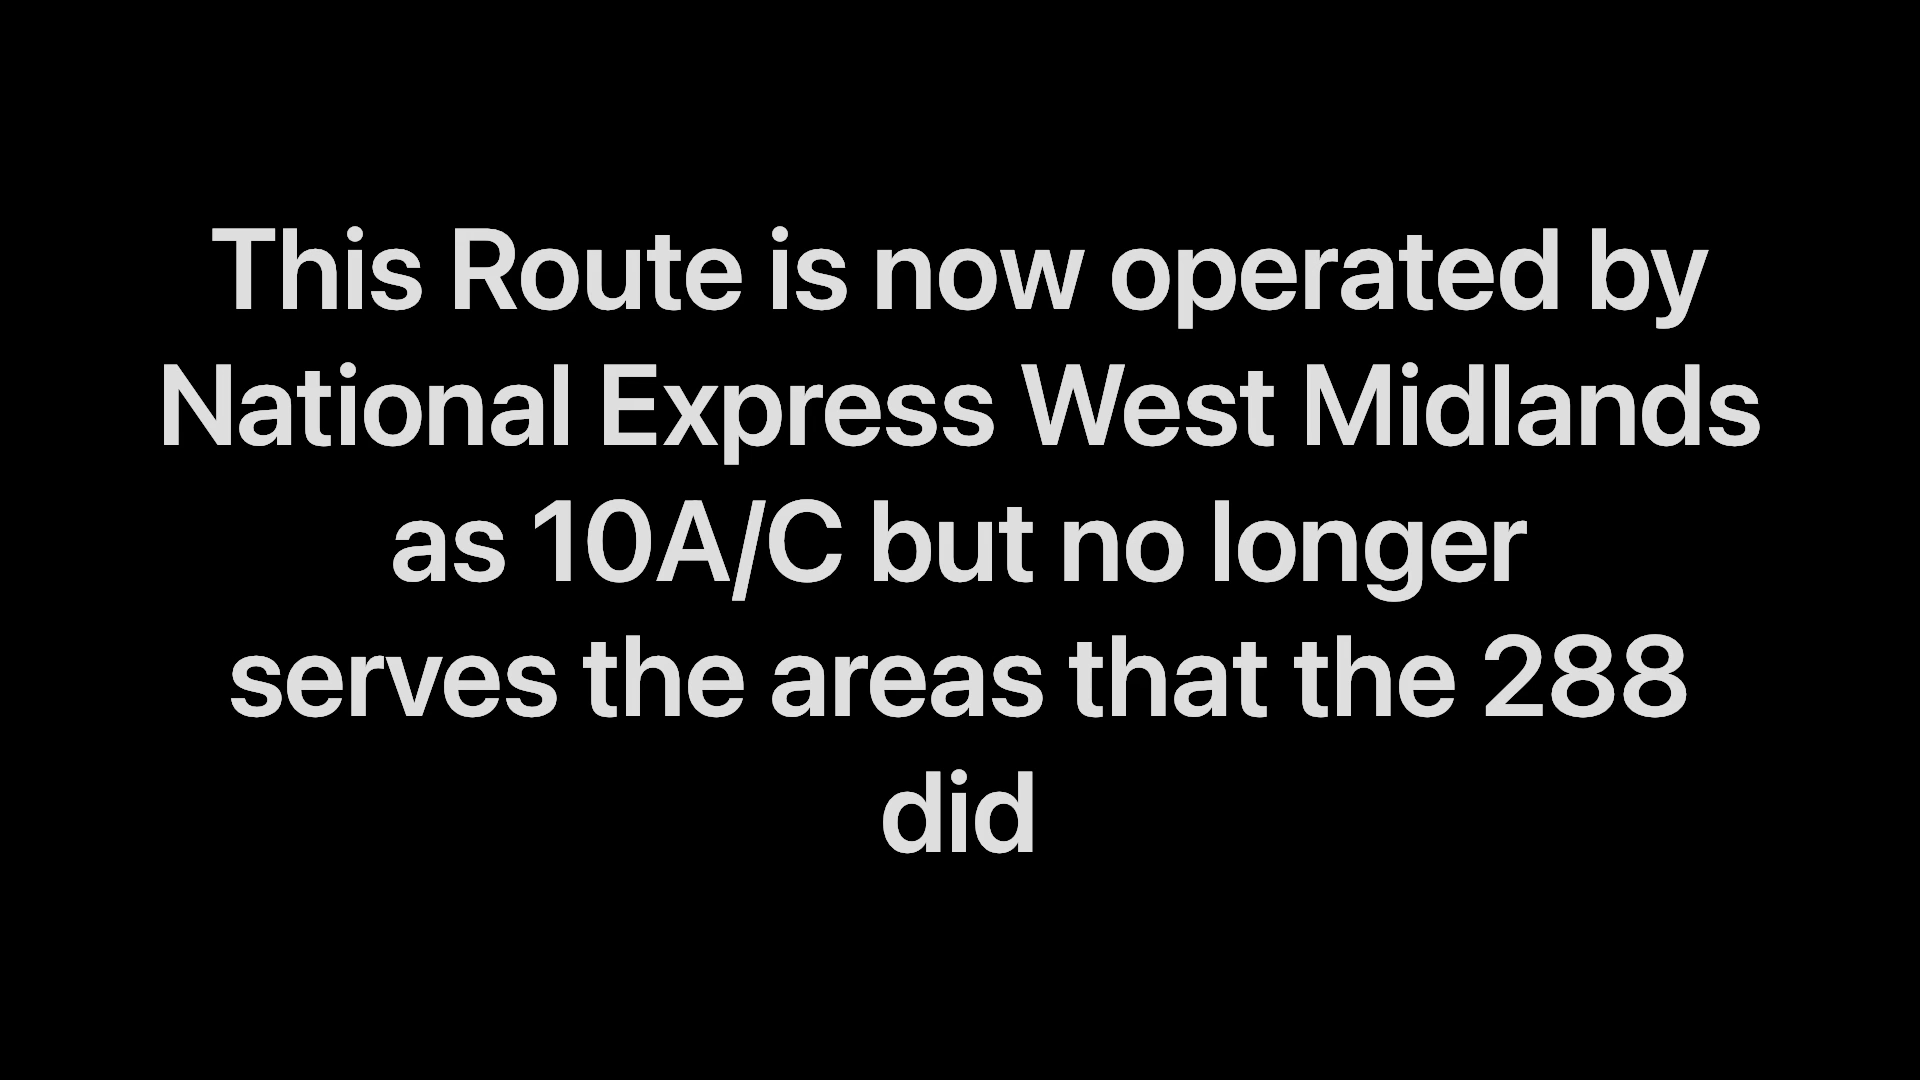 This Route is now operated by
National Express West Midlands
as 10A/C but no longer
serves the areas that the 288
did